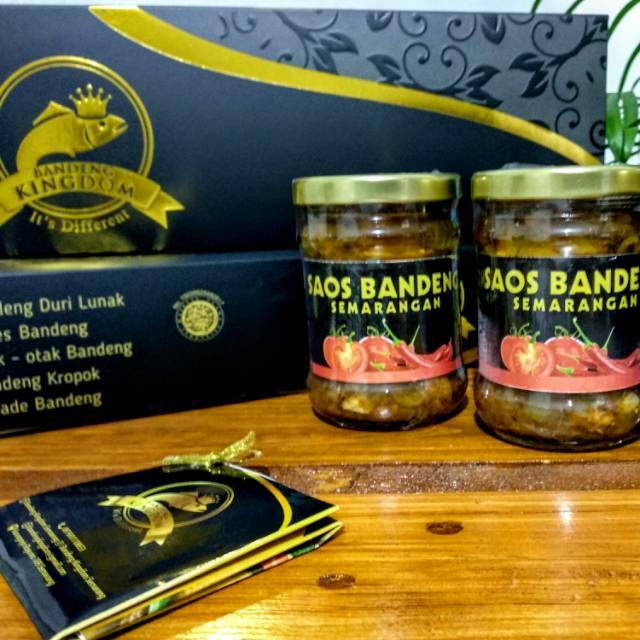 BANDENG
KINGDOM
It's Different
deng Duri Lunak
es Bandeng
k - otak Bandeng
ndeng Kropok
ade Bandeng
SAOS BANDENG
SEMARANGAN
SAOS BANDE
SEMARANGAN